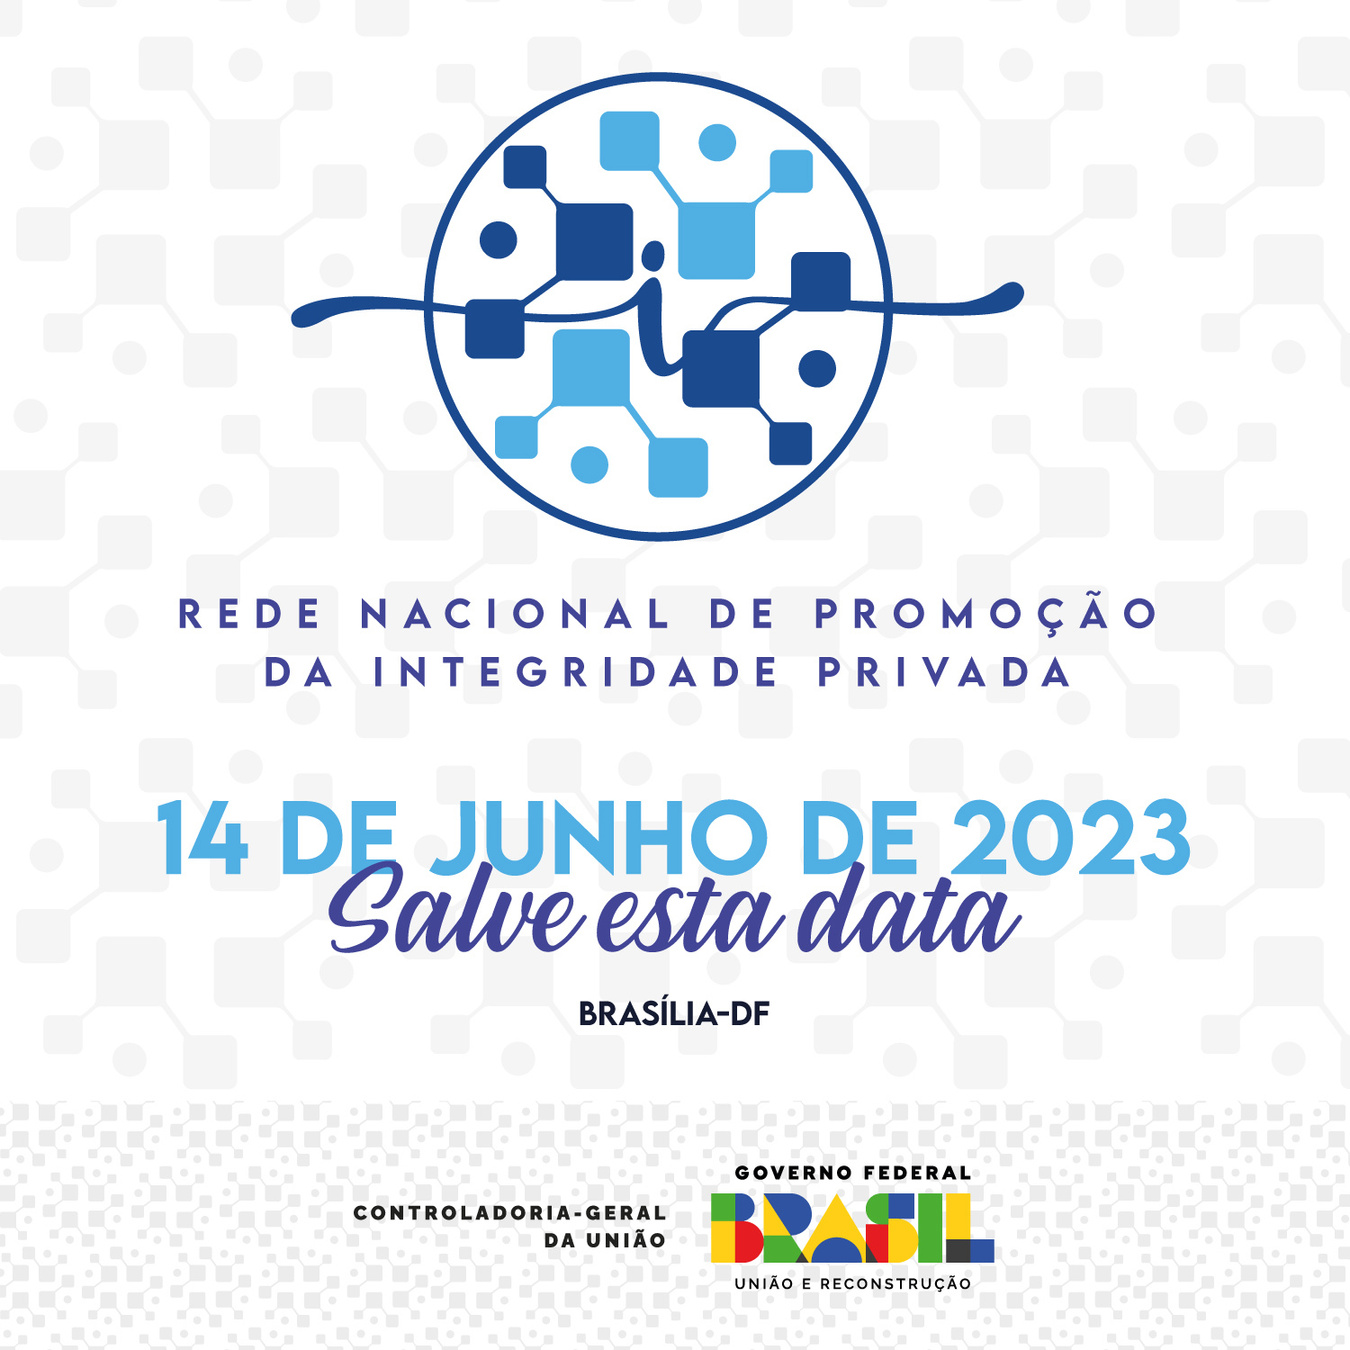 REDE NACIONAL DE PROMOÇÃO
DA INTEGRIDADE PRIVADA
14 DE JUNHO DE 2023
Salve esta data
BRASÍLIA-DF
CONTROLADORIA-GERAL
DA UNIÃO
GOVERNO FEDERAL
BRASIL
UNIÃO E RECONSTRUÇÃO